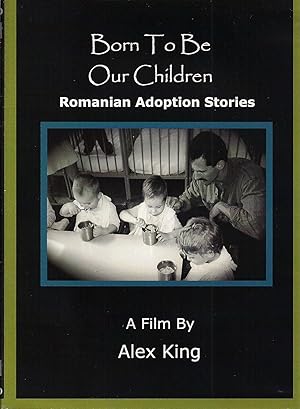 Born To Be
Our Children
Romanian Adoption Stories
A Film By
Alex King